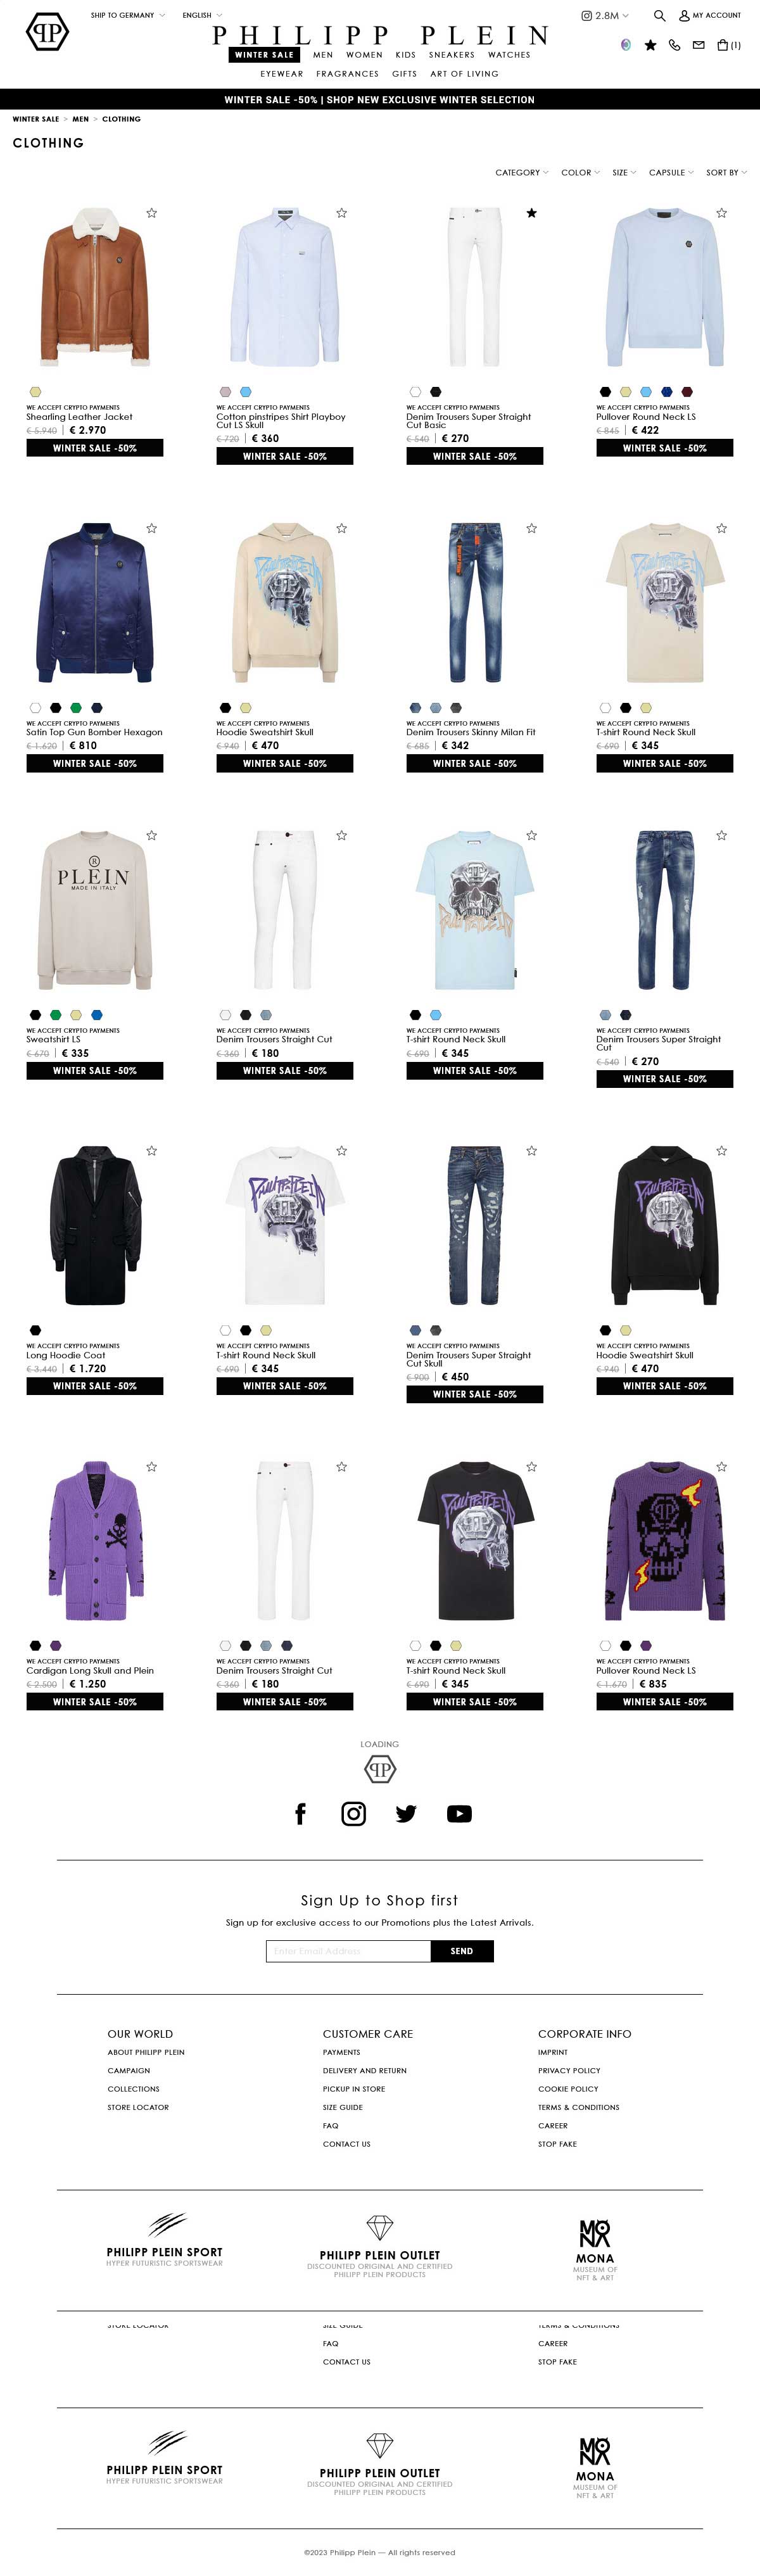 SHIP TO GERMANY
ENGLISH
2.8M
MY ACCOUNT
PHILIPP PLEIN
(1)
WINTER SALE MEN WOMEN KIDS SNEAKERS WATCHES
EYEWEAR FRAGRANCES GIFTS ART OF LIVING
WINTER SALE -50% | SHOP NEW EXCLUSIVE WINTER SELECTION
WINTER SALE > MEN > CLOTHING
CLOTHING
CATEGORY COLOR SIZE CAPSULE SORT BY
WE ACCEPT CRYPTO PAYMENTS
Shearling Leather Jacket
€ 5.940 | € 2.970
WINTER SALE -50%
WE ACCEPT CRYPTO PAYMENTS
Cotton pinstripes Shirt Playboy
Cut LS Skull
€ 720 | € 360
WINTER SALE -50%
WE ACCEPT CRYPTO PAYMENTS
Denim Trousers Super Straight
Cut Basic
€ 540 | € 270
WINTER SALE -50%
WE ACCEPT CRYPTO PAYMENTS
Pullover Round Neck LS
€ 845 | € 422
WINTER SALE -50%
WE ACCEPT CRYPTO PAYMENTS
Satin Top Gun Bomber Hexagon
€ 1.620 | € 810
WINTER SALE -50%
WE ACCEPT CRYPTO PAYMENTS
Hoodie Sweatshirt Skull
€ 940 | € 470
WINTER SALE -50%
WE ACCEPT CRYPTO PAYMENTS
Denim Trousers Skinny Milan Fit
€ 685 | € 342
WINTER SALE -50%
WE ACCEPT CRYPTO PAYMENTS
T-shirt Round Neck Skull
€ 690 | € 345
WINTER SALE -50%
PLEIN
MADE IN ITALY
WE ACCEPT CRYPTO PAYMENTS
Sweatshirt LS
€ 670 | € 335
WINTER SALE -50%
WE ACCEPT CRYPTO PAYMENTS
Denim Trousers Straight Cut
€ 360 | € 180
WINTER SALE -50%
WE ACCEPT CRYPTO PAYMENTS
T-shirt Round Neck Skull
€ 690 | € 345
WINTER SALE -50%
WE ACCEPT CRYPTO PAYMENTS
Denim Trousers Super Straight
Cut
€ 540 | € 270
WINTER SALE -50%
WE ACCEPT CRYPTO PAYMENTS
Long Hoodie Coat
€ 3.440 | € 1.720
WINTER SALE -50%
WE ACCEPT CRYPTO PAYMENTS
T-shirt Round Neck Skull
€ 690 | € 345
WINTER SALE -50%
WE ACCEPT CRYPTO PAYMENTS
Denim Trousers Super Straight
Cut Skull
€ 900 | € 450
WINTER SALE -50%
WE ACCEPT CRYPTO PAYMENTS
Hoodie Sweatshirt Skull
€ 940 | € 470
WINTER SALE -50%
WE ACCEPT CRYPTO PAYMENTS
Cardigan Long Skull and Plein
€ 2.500 | € 1.250
WINTER SALE -50%
WE ACCEPT CRYPTO PAYMENTS
Denim Trousers Straight Cut
€ 360 | € 180
WINTER SALE -50%
WE ACCEPT CRYPTO PAYMENTS
T-shirt Round Neck Skull
€ 690 | € 345
WINTER SALE -50%
WE ACCEPT CRYPTO PAYMENTS
Pullover Round Neck LS
€ 1.670 | € 835
WINTER SALE -50%
LOADING
Sign Up to Shop first
Sign up for exclusive access to our Promotions plus the Latest Arrivals.
Enter Email Address
SEND
OUR WORLD
ABOUT PHILIPP PLEIN
CAMPAIGN
COLLECTIONS
STORE LOCATOR
CUSTOMER CARE
PAYMENTS
DELIVERY AND RETURN
PICKUP IN STORE
SIZE GUIDE
FAQ
CONTACT US
CORPORATE INFO
IMPRINT
PRIVACY POLICY
COOKIE POLICY
TERMS & CONDITIONS
CAREER
STOP FAKE
PHILIPP PLEIN SPORT
HYPER FUTURISTIC SPORTSWEAR
PHILIPP PLEIN OUTLET
DISCOUNTED ORIGINAL AND CERTIFIED
PHILIPP PLEIN PRODUCTS
MONA
MONA
MUSEUM OF
NFT & ART
STORE LOCATOR
SIZE GUIDE
TERMS & CONDITIONS
FAQ
CAREER
CONTACT US
STOP FAKE
PHILIPP PLEIN SPORT
HYPER FUTURISTIC SPORTSWEAR
PHILIPP PLEIN OUTLET
DISCOUNTED ORIGINAL AND CERTIFIED
PHILIPP PLEIN PRODUCTS
MONA
MONA
MUSEUM OF
NFT & ART
©2023 Philipp Plein — All rights reserved